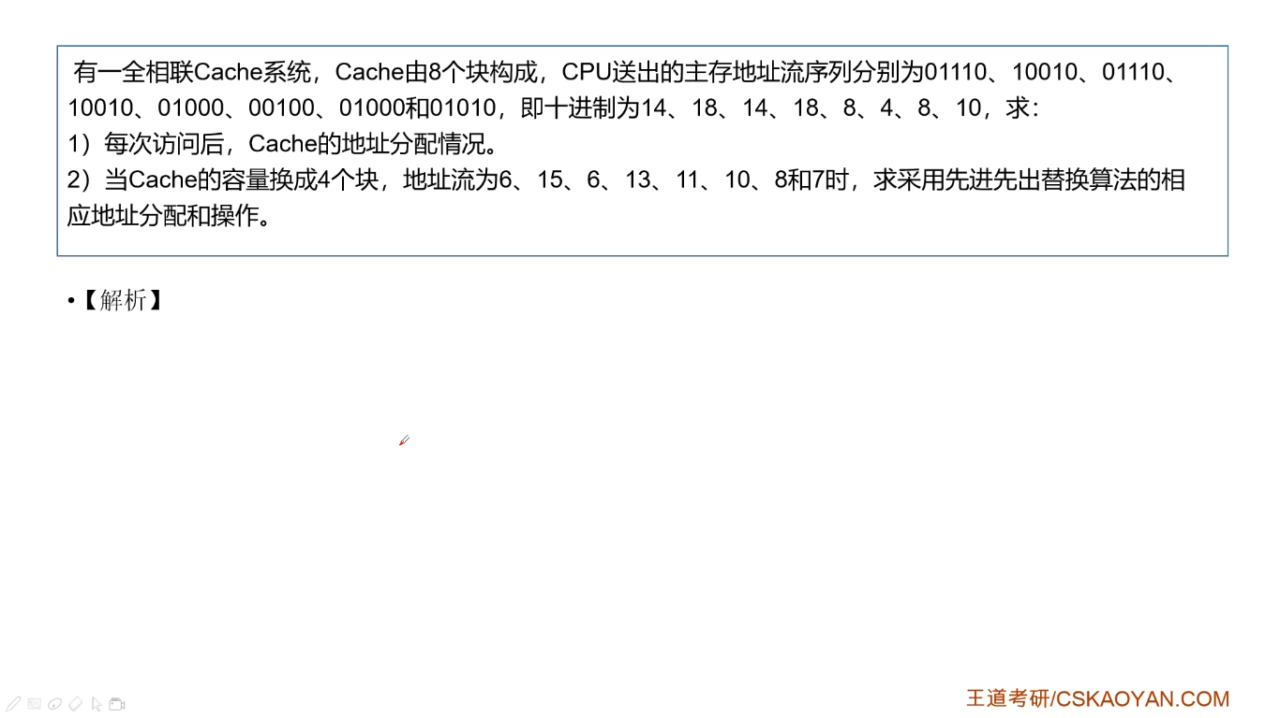 有一全相联Cache系统，Cache由8个块构成，CPU送出的主存地址流序列分别为01110、10010、01110、
10010、01000、00100、01000和01010，即十进制为14、18、14、18、8、4、8、10，求：
1）每次访问后，Cache的地址分配情况。
2）当Cache的容量换成4个块，地址流为6、15、6、13、11、10、8和7时，求采用先进先出替换算法的相
应地址分配和操作。
•【解析】
王道考研/CSKAOYAN.COM